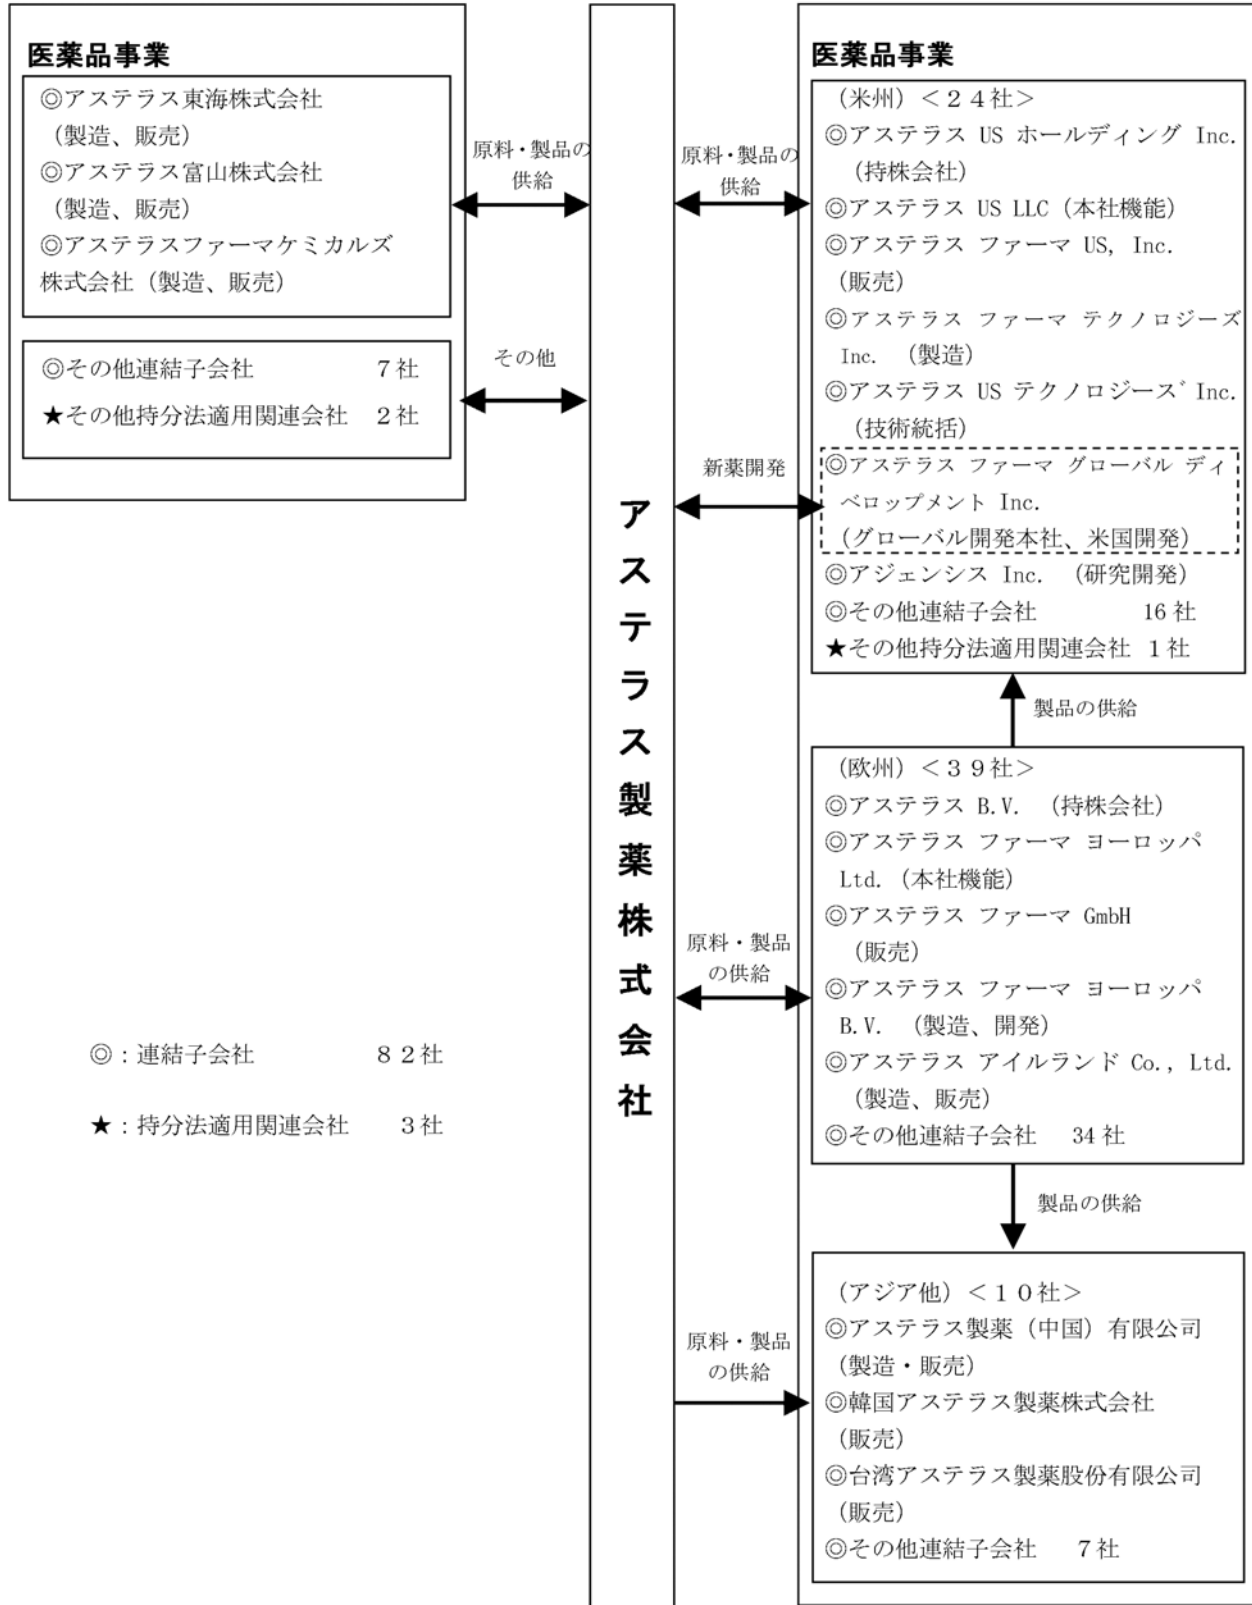 医薬品事業
◎アステラス東海株式会社
(製造、販売)
◎アステラス富山株式会社
(製造、販売)
◎アステラスファーマケミカルズ
株式会社(製造、販売)
◎その他連結子会社 7社
★その他持分法適用関連会社 2社
原料・製品の
供給
その他
◎:連結子会社 82社
★:持分法適用関連会社 3社
アステラス製薬株式会社
原料・製品の
供給
新薬開発
原料・製品
の供給
原料・製品
の供給
医薬品事業
(米州)<24社>
◎アステラス US ホールディング Inc.
(持株会社)
◎アステラス US LLC(本社機能)
◎アステラス ファーマ US, Inc.
(販売)
◎アステラス ファーマ テクノロジーズ
Inc. (製造)
◎アステラス US テクノロジーズ Inc.
(技術統括)
◎アステラス ファーマ グローバル ディ
ベロップメント Inc.
(グローバル開発本社、米国開発)
◎アジェンシス Inc. (研究開発)
◎その他連結子会社 16社
★その他持分法適用関連会社 1社
製品の供給
(欧州)<39社>
◎アステラス B.V. (持株会社)
◎アステラス ファーマ ヨーロッパ
Ltd.(本社機能)
◎アステラス ファーマ GmbH
(販売)
◎アステラス ファーマ ヨーロッパ
B.V. (製造、開発)
◎アステラス アイルランド Co., Ltd.
(製造、販売)
◎その他連結子会社 34社
製品の供給
(アジア他)<10社>
◎アステラス製薬(中国)有限公司
(製造・販売)
◎韓国アステラス製薬株式会社
(販売)
◎台湾アステラス製薬股份有限公司
(販売)
◎その他連結子会社 7社